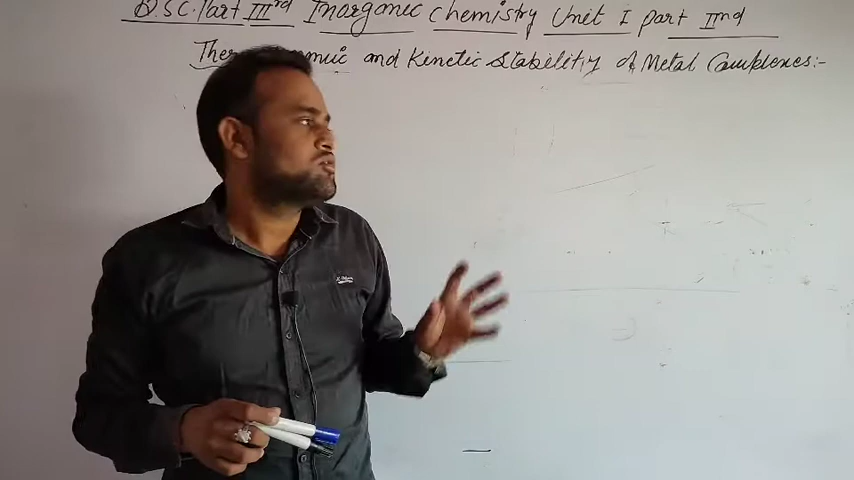 B.SC. Part IIIrd Inorganic Chemistry Unit I part IInd
and Kinetic Stability of Metal Complexes:-